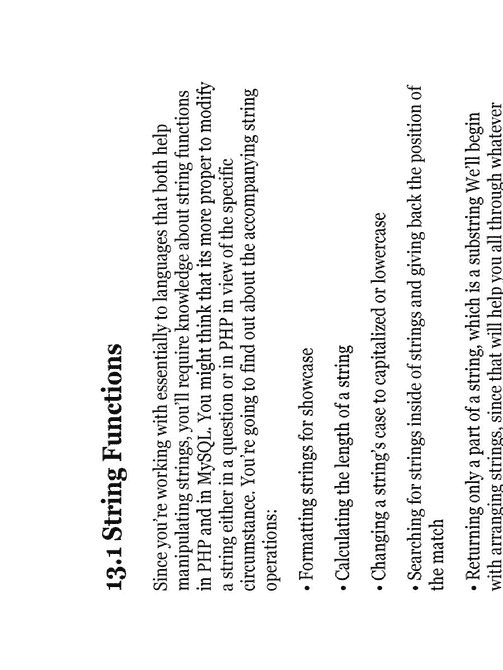 13.1 String Functions
Since you're working with essentially to languages that both help
manipulating strings, you'll require knowledge about string functions
in PHP and in MySQL. You might think that its more proper to modify
a string either in a question or in PHP in view of the specific
circumstance. You're going to find out about the accompanying string
operations:
• Formatting strings for showcase
• Calculating the length of a string
• Changing a string's case to capitalized or lowercase
• Searching for strings inside of strings and giving back the position of
the match
• Returning only a part of a string, which is a substring We'll begin
with arranging strings, since that will help you all through whatever